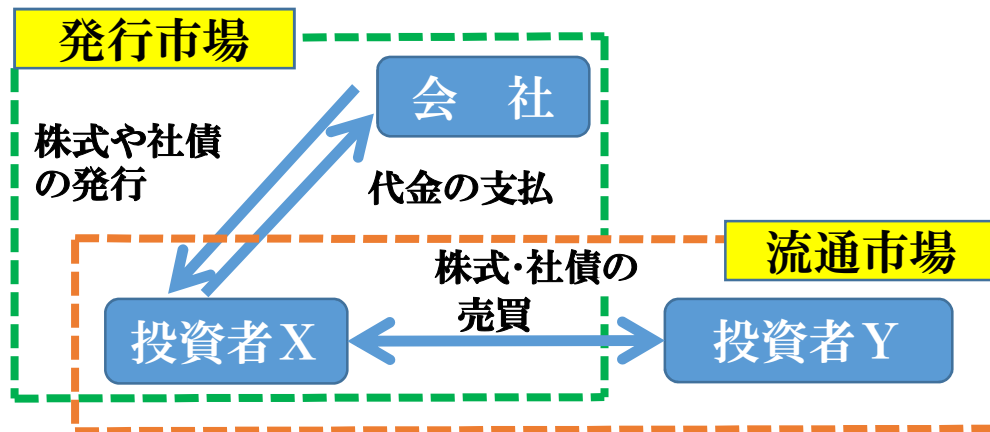 発行市場
会　社
株式や社債
の発行
代金の支払
流通市場
株式・社債の
売買
投資者Ｘ
投資者Ｙ